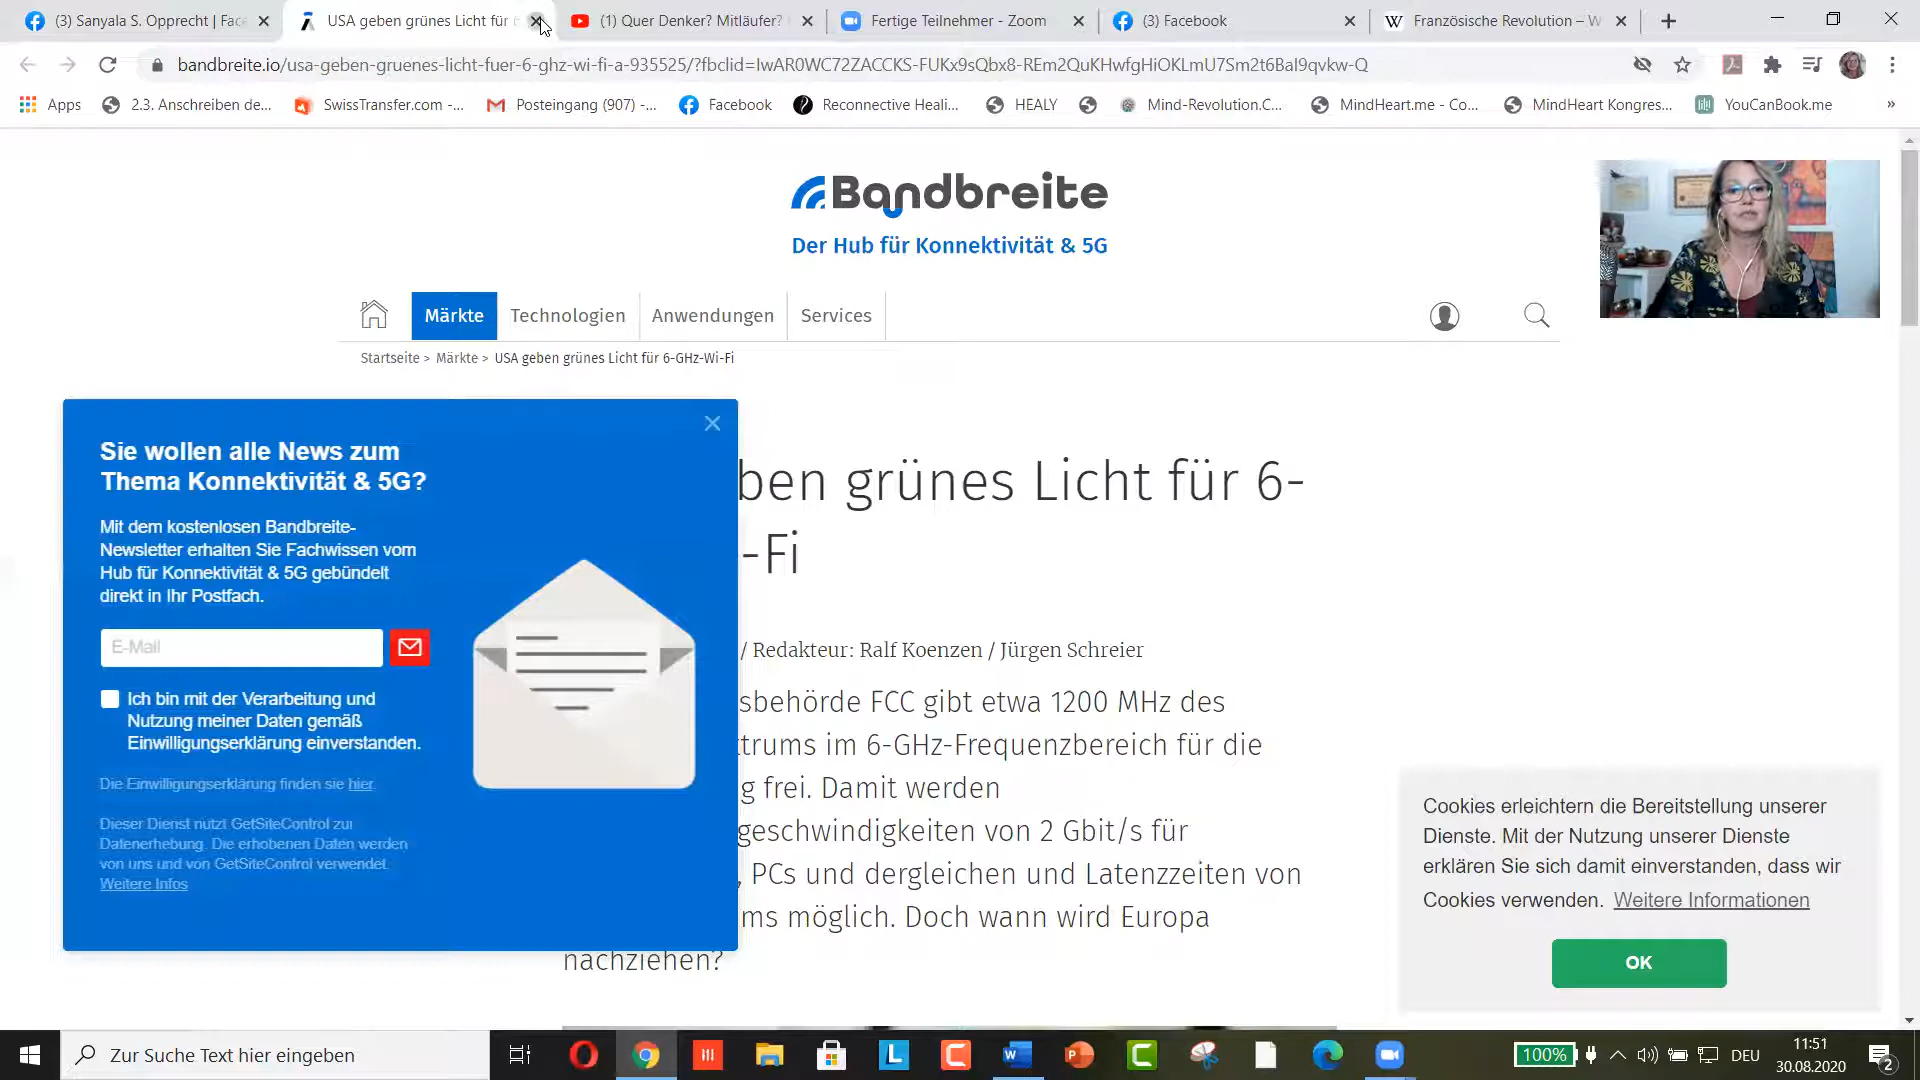 (3) Sanyala S. Opprecht | Fac
USA geben grünes Licht für
(1) Quer Denker? Mitläufer?
Fertige Teilnehmer - Zoom
(3) Facebook
Französische Revolution – W
bandbreite.io/usa-geben-gruenes-licht-fuer-6-ghz-wi-fi-a-935525/?fbclid=IwAR0WC72ZACCKS-FUKx9sQbx8-REm2QuKHwfgHiOKLmU7Sm2t6BaI9qvkw-Q
Apps
2.3. Anschreiben de...
SwissTransfer.com -...
Posteingang (907) -...
Facebook
Reconnective Heali...
HEALY
Mind-Revolution.C...
MindHeart.me - Co...
MindHeart Kongres...
YouCanBook.me
»
Bandbreite
Der Hub für Konnektivität & 5G
Märkte
Technologien
Anwendungen
Services
Startseite > Märkte > USA geben grünes Licht für 6-GHz-Wi-Fi
Sie wollen alle News zum
Thema Konnektivität & 5G?
Mit dem kostenlosen Bandbreite-
Newsletter erhalten Sie Fachwissen vom
Hub für Konnektivität & 5G gebündelt
direkt in Ihr Postfach.
E-Mail
Ich bin mit der Verarbeitung und
Nutzung meiner Daten gemäß
Einwilligungserklärung einverstanden.
Die Einwilligungserklärung finden sie hier.
Dieser Dienst nutzt GetSiteControl zur
Datenerhebung. Die erhobenen Daten werden
von uns und von GetSiteControl verwendet.
Weitere Infos
ben grünes Licht für 6-
-Fi
/ Redakteur: Ralf Koenzen / Jürgen Schreier
sbehörde FCC gibt etwa 1200 MHz des
trums im 6-GHz-Frequenzbereich für die
g frei. Damit werden
geschwindigkeiten von 2 Gbit/s für
, PCs und dergleichen und Latenzzeiten von
ms möglich. Doch wann wird Europa
nachziehen?
Cookies erleichtern die Bereitstellung unserer
Dienste. Mit der Nutzung unserer Dienste
erklären Sie sich damit einverstanden, dass wir
Cookies verwenden. Weitere Informationen
OK
Zur Suche Text hier eingeben
100%
DEU
11:51
30.08.2020
2